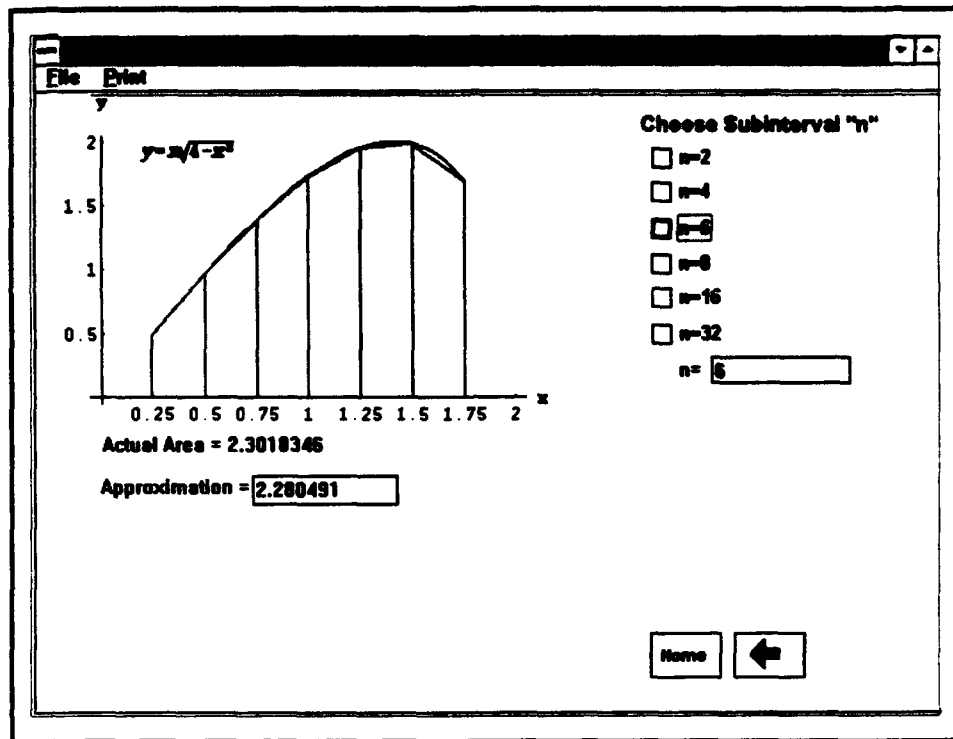 File Print
y
Choose Subinterval "n"
2
y=x√4-x²
n=2
n=4
1.5
n=6
1
n=8
n=16
0.5
n=32
n= 6
x
0.25 0.5 0.75 1 1.25 1.5 1.75 2
Actual Area = 2.3018346
Approximation = 2.280491
Home